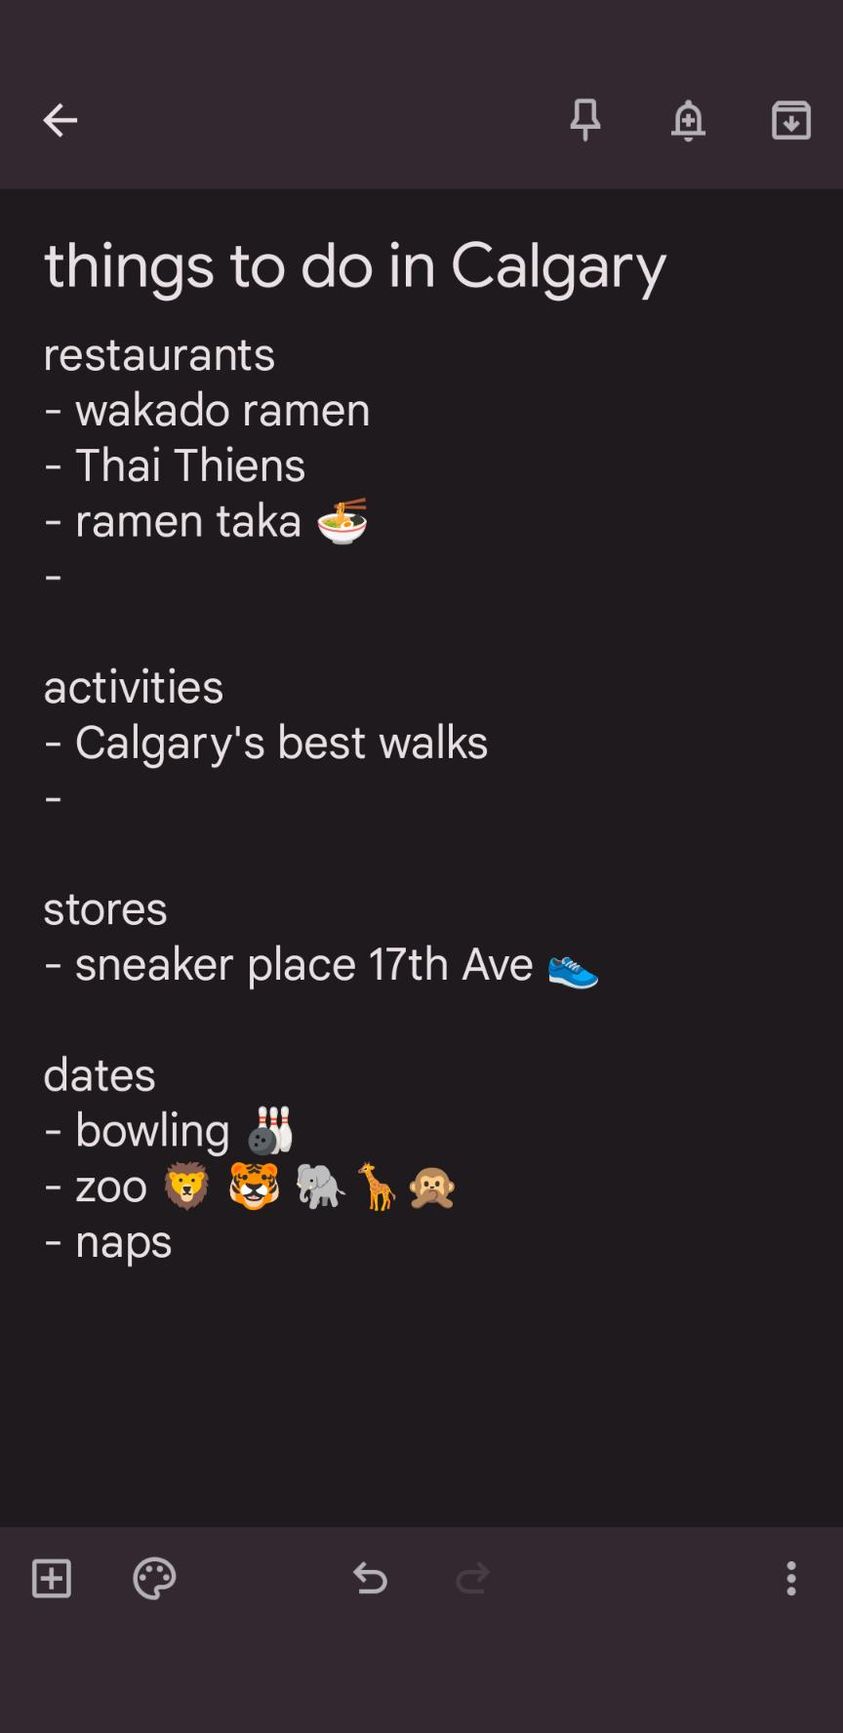 things to do in Calgary
restaurants
- wakado ramen
- Thai Thiens
- ramen taka 🍜
-
activities
- Calgary's best walks
-
stores
- sneaker place 17th Ave 👟
dates
- bowling 🎳
- zoo 🦁 🐯 🐘 🦒 🙊
- naps